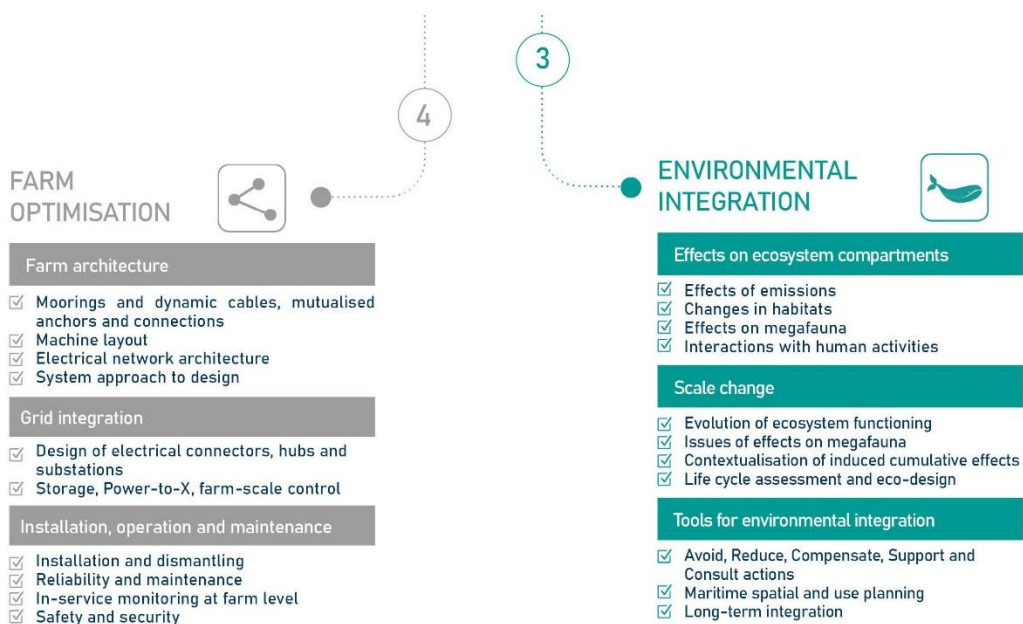 3
4
FARM
OPTIMISATION
Farm architecture
Moorings and dynamic cables, mutualised
anchors and connections
Machine layout
Electrical network architecture
System approach to design
Grid integration
Design of electrical connectors, hubs and
substations
Storage, Power-to-X, farm-scale control
Installation, operation and maintenance
Installation and dismantling
Reliability and maintenance
In-service monitoring at farm level
Safety and security
ENVIRONMENTAL
INTEGRATION
Effects on ecosystem compartments
Effects of emissions
Changes in habitats
Effects on megafauna
Interactions with human activities
Scale change
Evolution of ecosystem functioning
Issues of effects on megafauna
Contextualisation of induced cumulative effects
Life cycle assessment and eco-design
Tools for environmental integration
Avoid, Reduce, Compensate, Support and
Consult actions
Maritime spatial and use planning
Long-term integration